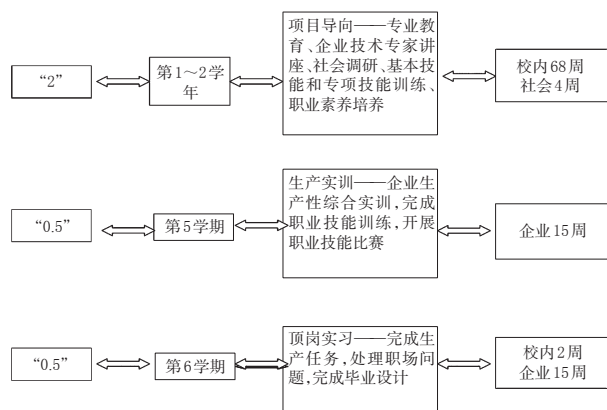 “2”
第1～2学
年
项目导向——专业教
育、企业技术专家讲
座、社会调研、基本技
能和专项技能训练、
职业素养培养
校内68周
社会4周
“0.5”
第5学期
生产实训——企业生
产性综合实训,完成
职业技能训练,开展
职业技能比赛
企业15周
“0.5”
第6学期
顶岗实习——完成生
产任务,处理职场问
题,完成毕业设计
校内2周
企业15周